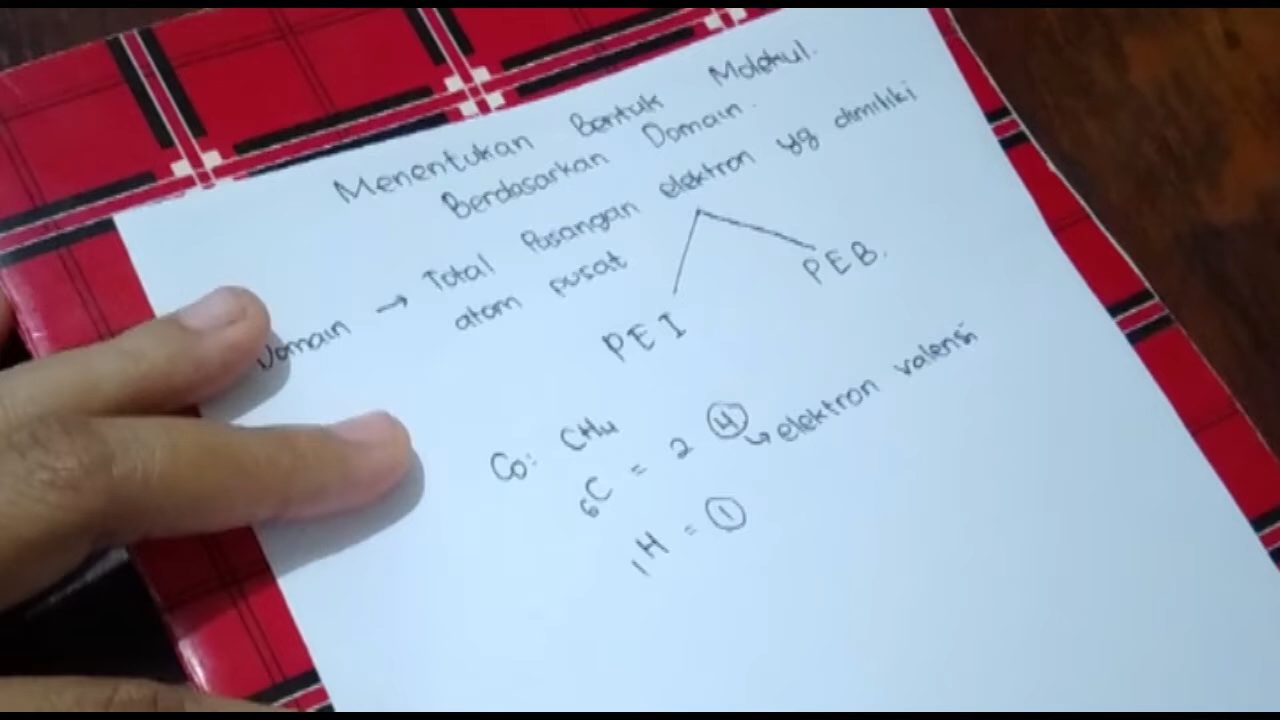 Menentukan Bentuk Molekul.
Berdasarkan Domain.
Domain → Total Pasangan elektron yg dimiliki
atom pusat
PEI PEB.
Co: CH4
6C = 2 4 ↳ elektron valensi
1H = 1